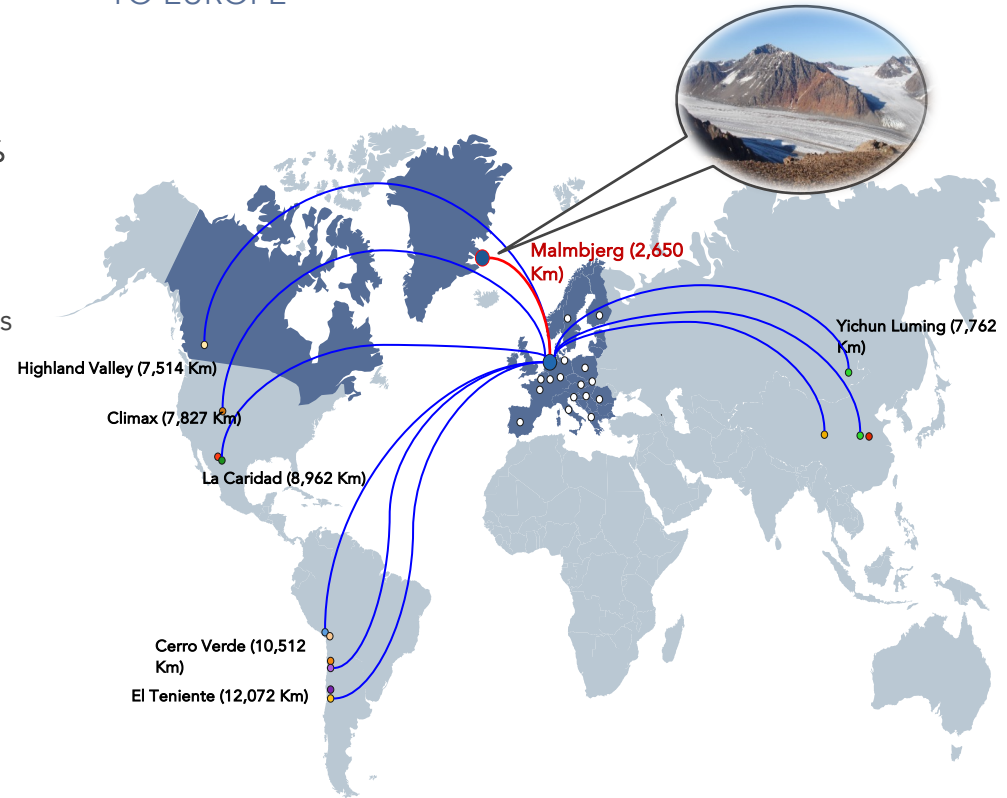 TO EUROPE
%
s
Malmbjerg (2,650
Km)
Yichun Luming (7,762
Km)
Highland Valley (7,514 Km)
Climax (7,827 Km)
La Caridad (8,962 Km)
Cerro Verde (10,512
Km)
El Teniente (12,072 Km)